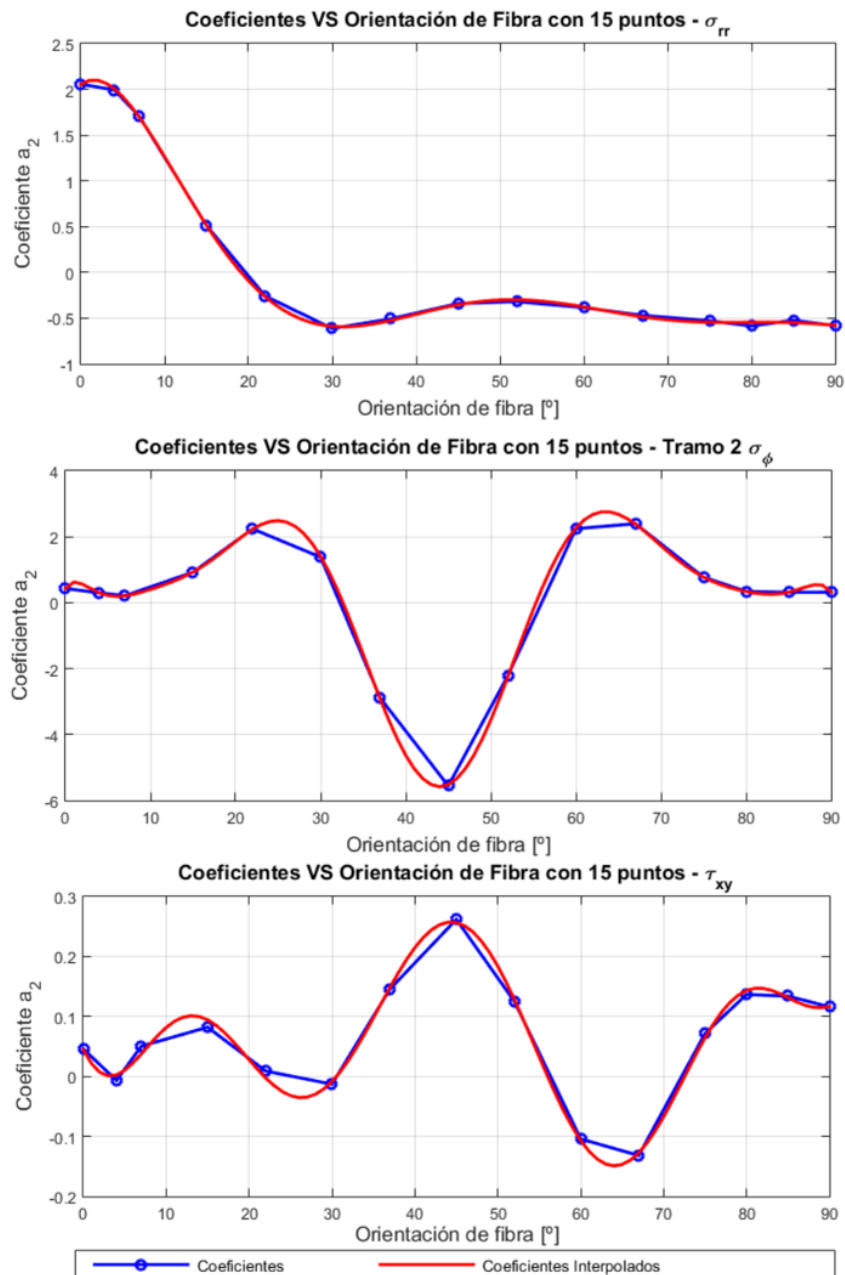 Coeficientes VS Orientación de Fibra con 15 puntos - σrr
2.5
2
1.5
1
0.5
0
-0.5
-1
Coeficiente a2
0 10 20 30 40 50 60 70 80 90
Orientación de fibra [º]
Coeficientes VS Orientación de Fibra con 15 puntos - Tramo 2 σϕ
4
2
0
-2
-4
-6
Coeficiente a2
0 10 20 30 40 50 60 70 80 90
Orientación de fibra [º]
Coeficientes VS Orientación de Fibra con 15 puntos - τxy
0.3
0.2
0.1
0
-0.1
-0.2
Coeficiente a2
0 10 20 30 40 50 60 70 80 90
Orientación de fibra [º]
Coeficientes Coeficientes Interpolados